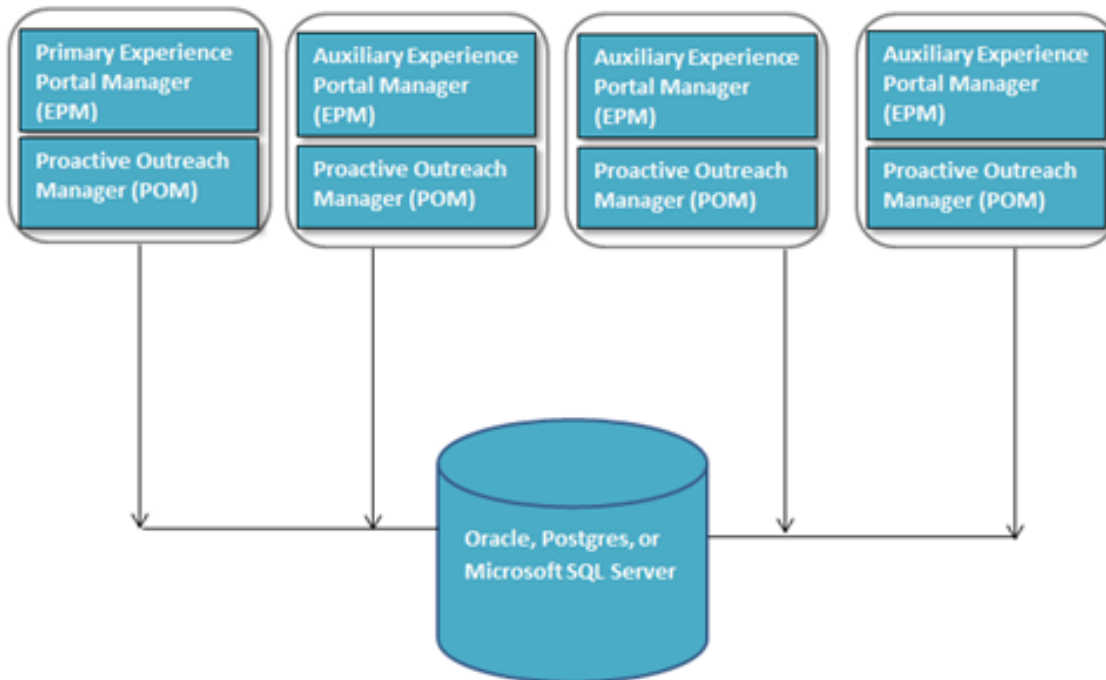 Primary Experience
Portal Manager
(EPM)
Proactive Outreach
Manager (POM)
Auxiliary Experience
Portal Manager
(EPM)
Proactive Outreach
Manager (POM)
Auxiliary Experience
Portal Manager
(EPM)
Proactive Outreach
Manager (POM)
Auxiliary Experience
Portal Manager
(EPM)
Proactive Outreach
Manager (POM)
Oracle, Postgres, or
Microsoft SQL Server